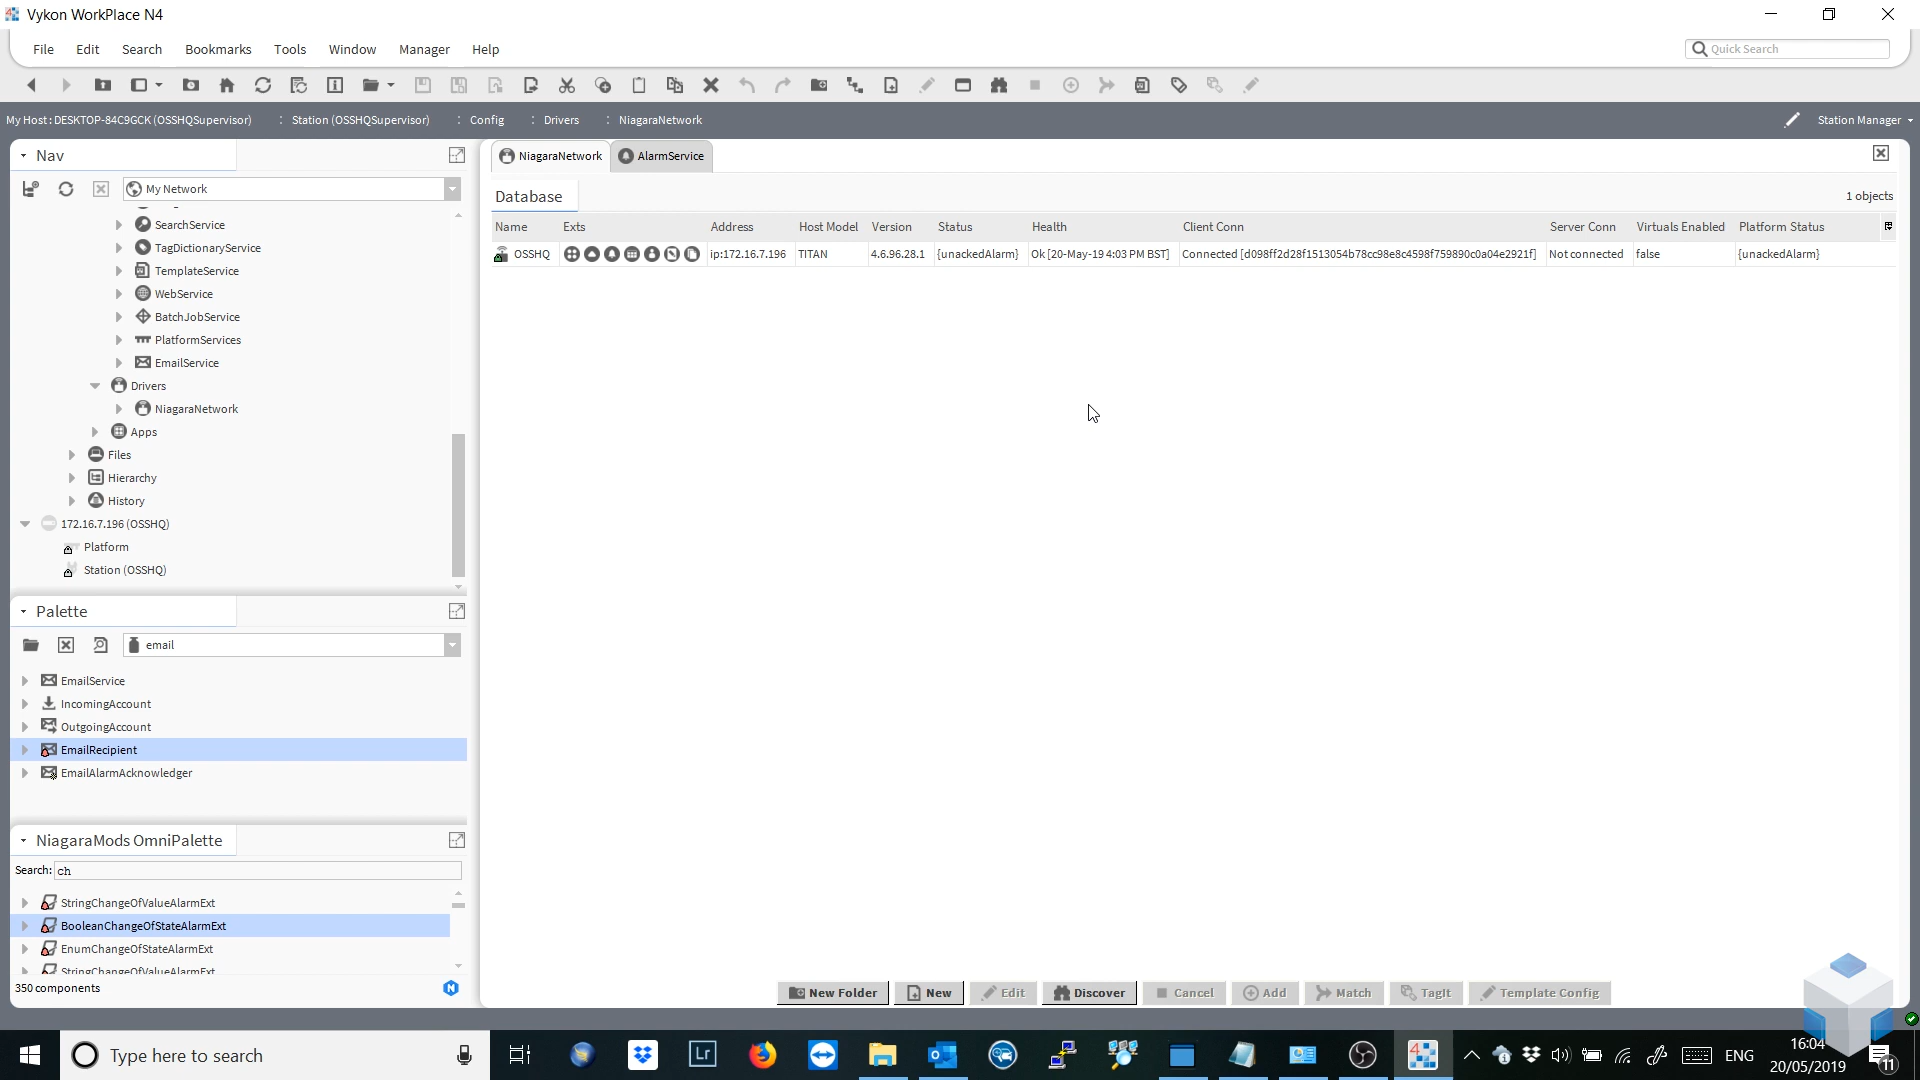 Vykon WorkPlace N4
File Edit Search Bookmarks Tools Window Manager Help
Quick Search
My Host : DESKTOP-84C9GCK (OSSHQSupervisor) : Station (OSSHQSupervisor) : Config : Drivers : NiagaraNetwork
Station Manager
Nav
My Network
SearchService
TagDictionaryService
TemplateService
WebService
BatchJobService
PlatformServices
EmailService
Drivers
NiagaraNetwork
Apps
Files
Hierarchy
History
172.16.7.196 (OSSHQ)
Platform
Station (OSSHQ)
Palette
email
EmailService
IncomingAccount
OutgoingAccount
EmailRecipient
EmailAlarmAcknowledger
NiagaraMods OmniPalette
Search: ch
StringChangeOfValueAlarmExt
BooleanChangeOfStateAlarmExt
EnumChangeOfStateAlarmExt
StringChangeOfValueAlarmExt
350 components
NiagaraNetwork AlarmService
Database
1 objects
Name Exts Address Host Model Version Status Health Client Conn Server Conn Virtuals Enabled Platform Status
OSSHQ ip:172.16.7.196 TITAN 4.6.96.28.1 {unackedAlarm} Ok [20-May-19 4:03 PM BST] Connected [d098ff2d28f1513054b78cc98e8c4598f759890c0a04e2921f] Not connected false {unackedAlarm}
New Folder New Edit Discover Cancel Add Match TagIt Template Config
Type here to search
Lr
4
ENG
16:04
20/05/2019
11